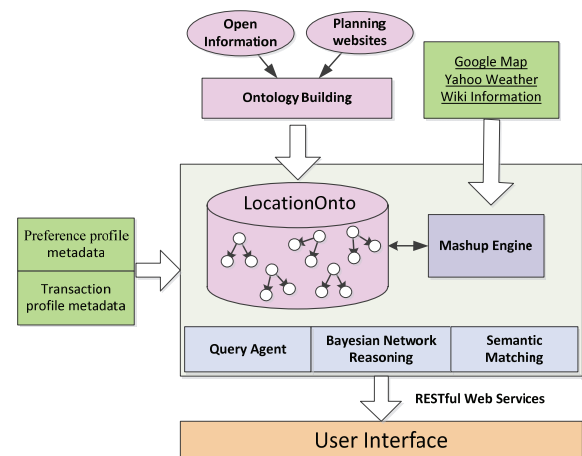 Open
Information
Planning
websites
Google Map
Yahoo Weather
Wiki Information
Ontology Building
LocationOnto
Mashup Engine
Preference profile
metadata
Transaction
profile metadata
Query Agent
Bayesian Network
Reasoning
Semantic
Matching
RESTful Web Services
User Interface